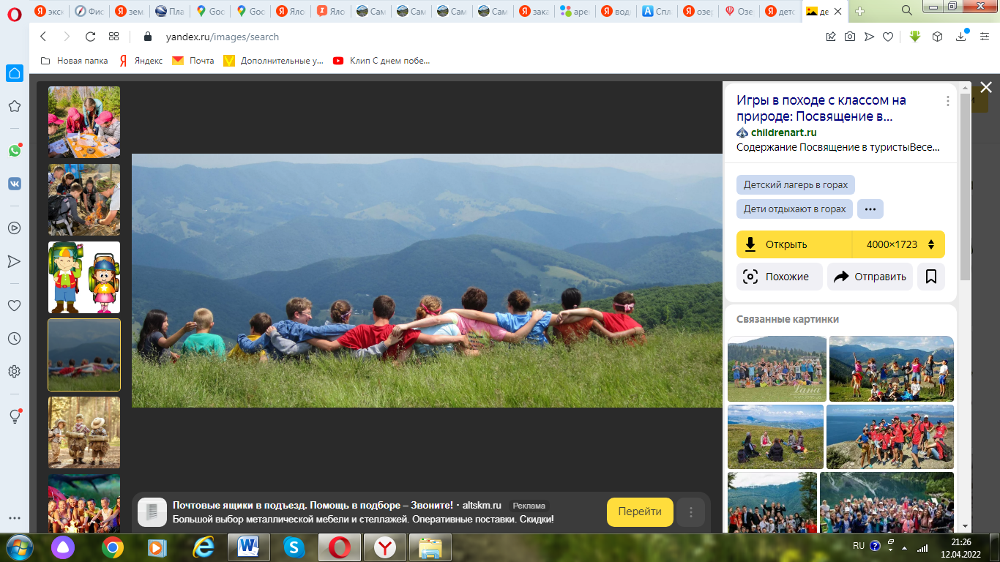 экс
Фис
зем
Пла
Goo
Goo
Яло
Яло
Сам
Сам
Сам
Сам
зака
аре
вод
Спл
озер
Озе
детс
де
yandex.ru/images/search
Новая папка
Яндекс
Почта
Дополнительные у...
Клип С днем побе...
Игры в походе с классом на
природе: Посвящение в...
childrenart.ru
Содержание Посвящение в туристыВесе...
Детский лагерь в горах
Дети отдыхают в горах
Открыть
4000×1723
Похожие
Отправить
Связанные картинки
Почтовые ящики в подъезд. Помощь в подборе – Звоните! · altskm.ru Реклама
Большой выбор металлической мебели и стеллажей. Оперативные поставки. Скидки!
Перейти
RU
21:26
12.04.2022